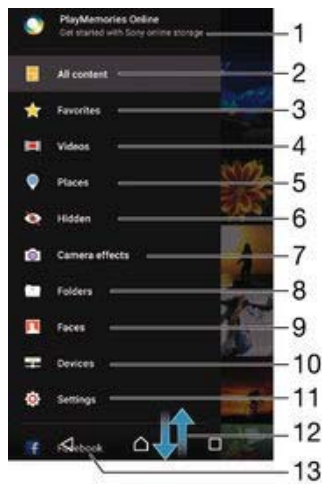 PlayMemories Online
Get started with Sony online storage
1
All content
2
Favorites
3
Videos
4
Places
5
Hidden
6
Camera effects
7
Folders
8
Faces
9
Devices
10
Settings
11
12
Facebook
13